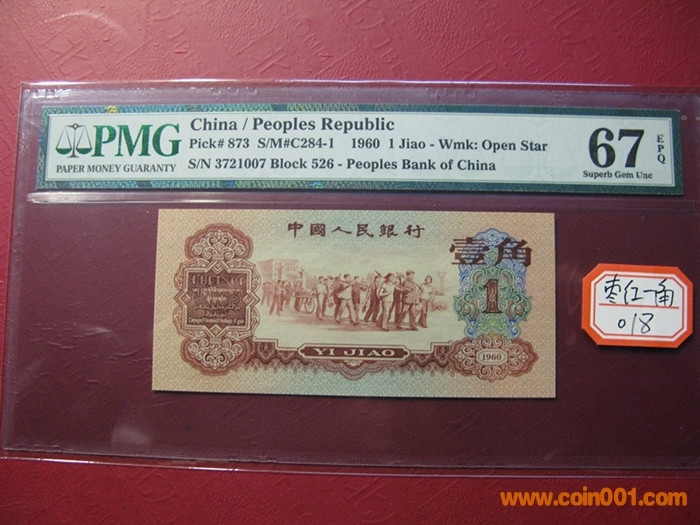 PMG
PAPER MONEY GUARANTY
China / Peoples Republic
Pick# 873 S/M#C284-1 1960 1 Jiao - Wmk: Open Star
S/N 3721007 Block 526 - Peoples Bank of China
67
EPQ
Superb Gem Unc
中國人民銀行
壹角
1
YI JIAO
1960
枣红一角
018
www.coin001.com